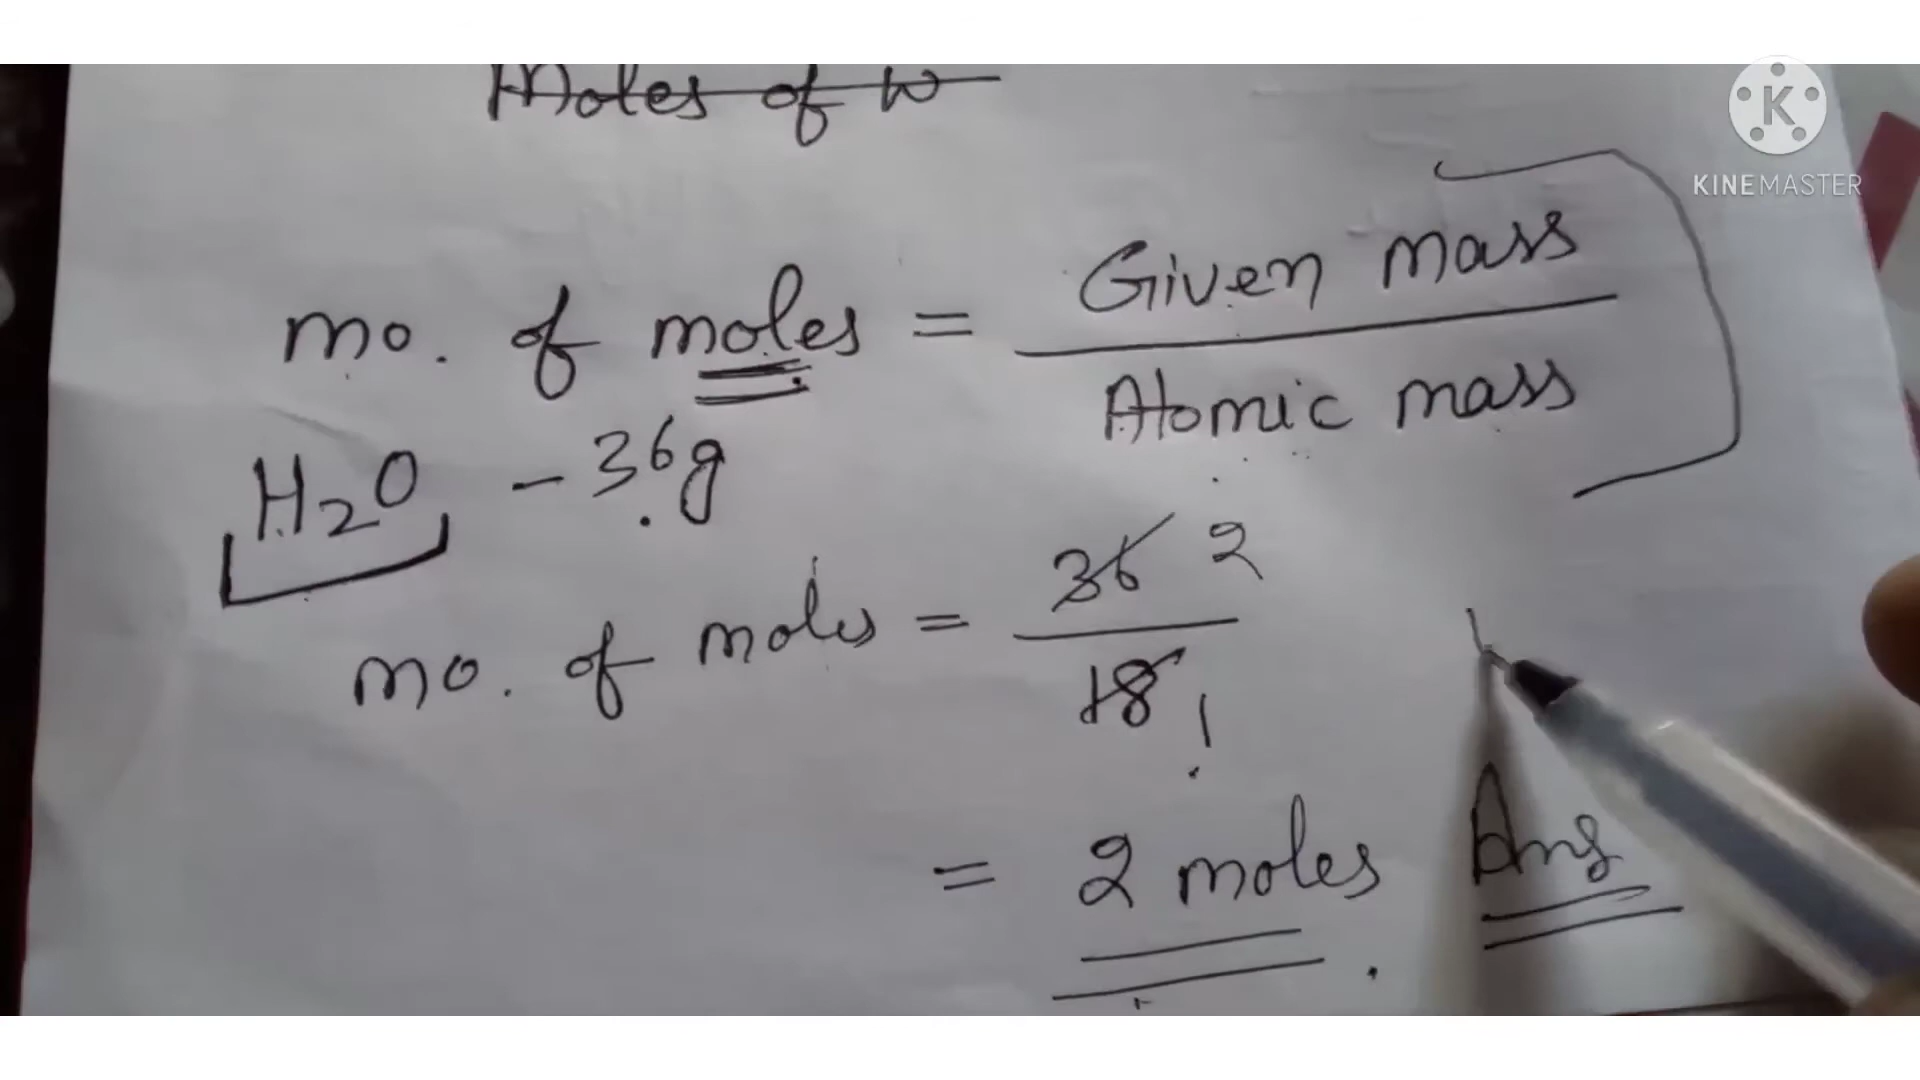 Moles of w
KINEMASTER
no. of moles = Given mass / Atomic mass
H2O - 36g
no. of moles = 36 2 / 18 1
= 2 moles. Ans